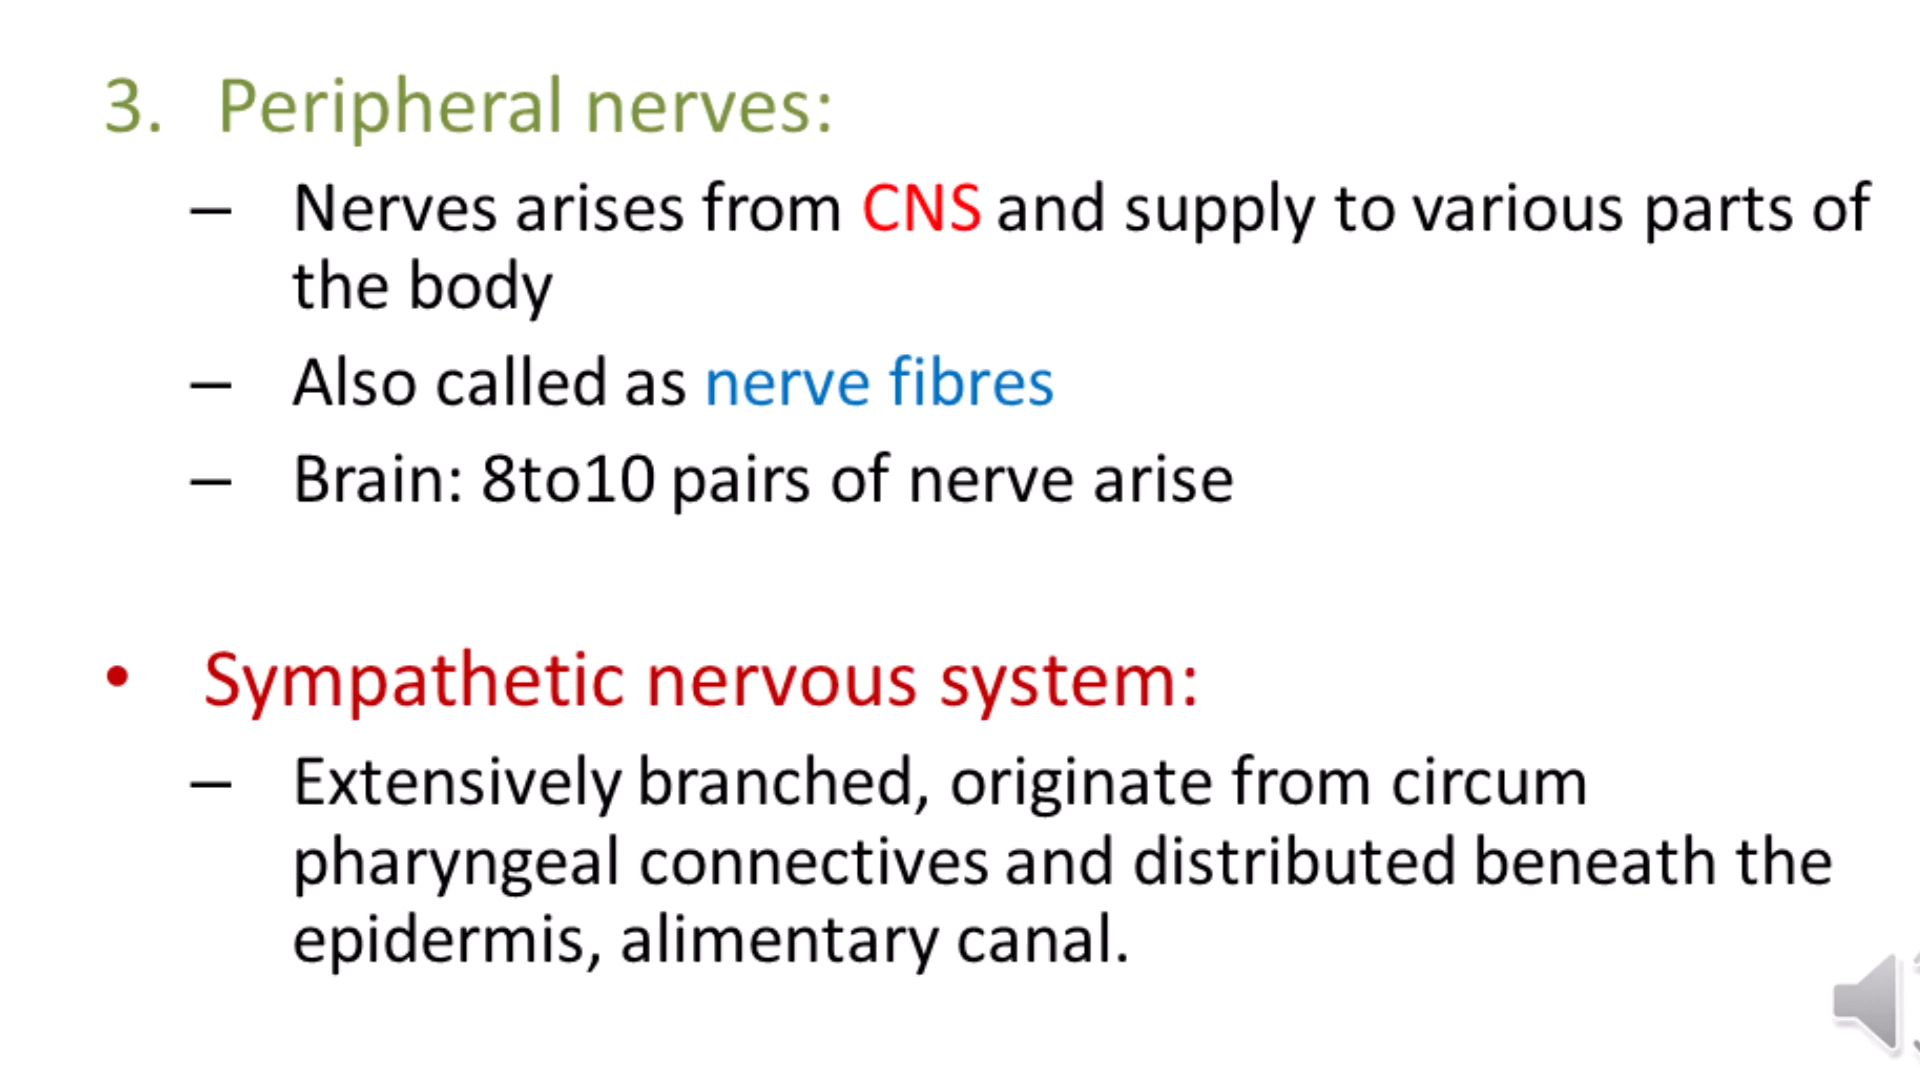 3. Peripheral nerves:
– Nerves arises from CNS and supply to various parts of
the body
– Also called as nerve fibres
– Brain: 8to10 pairs of nerve arise
• Sympathetic nervous system:
– Extensively branched, originate from circum
pharyngeal connectives and distributed beneath the
epidermis, alimentary canal.